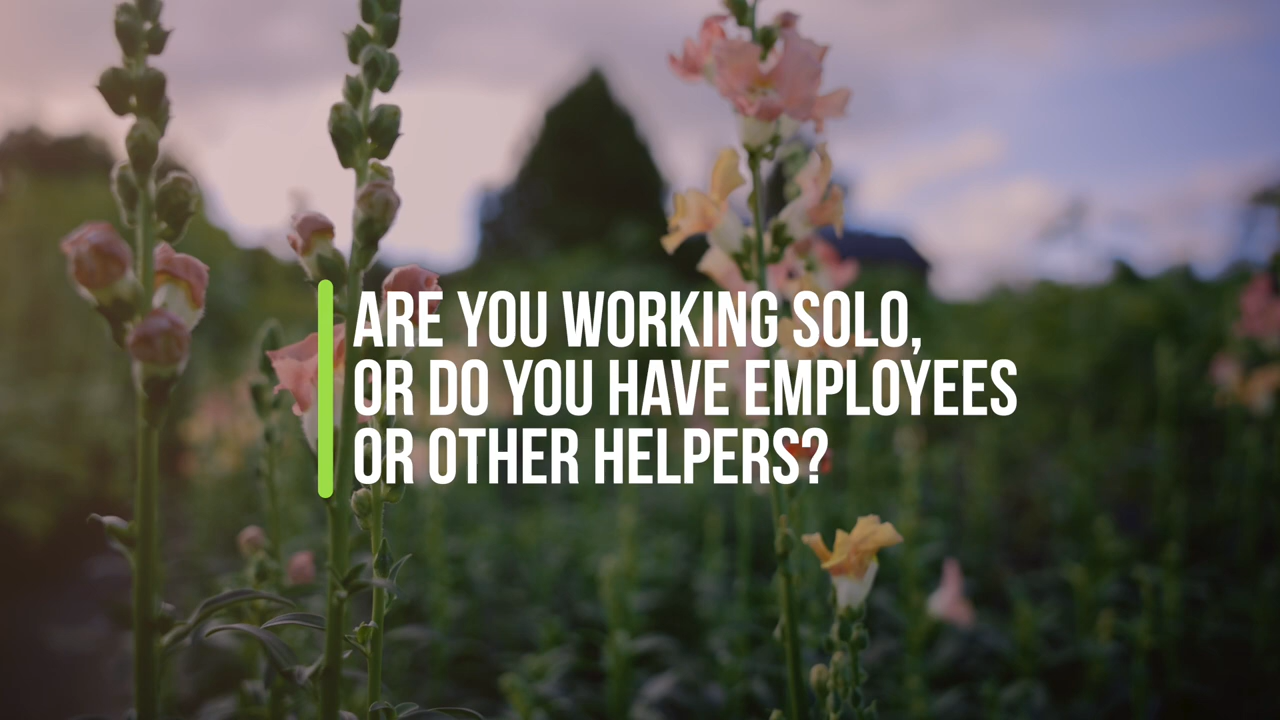 ARE YOU WORKING SOLO,
OR DO YOU HAVE EMPLOYEES
OR OTHER HELPERS?